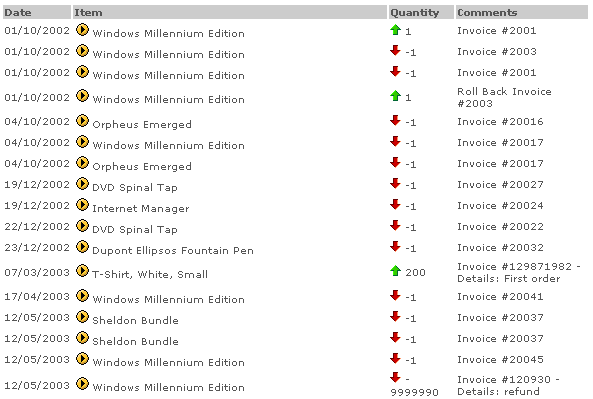 Date Item Quantity Comments
01/10/2002 Windows Millennium Edition 1 Invoice #2001
01/10/2002 Windows Millennium Edition -1 Invoice #2003
01/10/2002 Windows Millennium Edition -1 Invoice #2001
01/10/2002 Windows Millennium Edition 1 Roll Back Invoice
#2003
04/10/2002 Orpheus Emerged -1 Invoice #20016
04/10/2002 Windows Millennium Edition -1 Invoice #20017
04/10/2002 Orpheus Emerged -1 Invoice #20017
19/12/2002 DVD Spinal Tap -1 Invoice #20027
19/12/2002 Internet Manager -1 Invoice #20024
22/12/2002 DVD Spinal Tap -1 Invoice #20022
23/12/2002 Dupont Ellipsos Fountain Pen -1 Invoice #20032
07/03/2003 T-Shirt, White, Small 200 Invoice #129871982 -
Details: First order
17/04/2003 Windows Millennium Edition -1 Invoice #20041
12/05/2003 Sheldon Bundle -1 Invoice #20037
12/05/2003 Sheldon Bundle -1 Invoice #20037
12/05/2003 Windows Millennium Edition -1 Invoice #20045
12/05/2003 Windows Millennium Edition - Invoice #120930 -
9999990 Details: refund